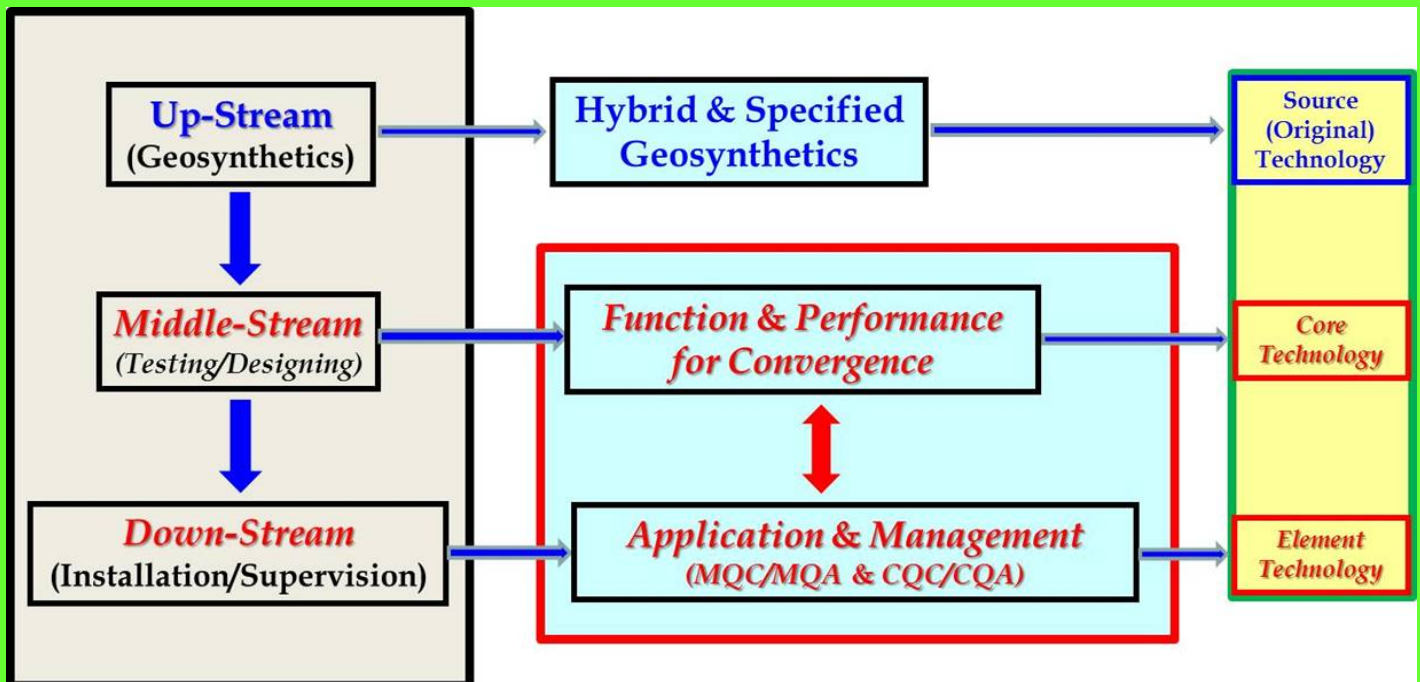 Up-Stream
(Geosynthetics)
Hybrid & Specified
Geosynthetics
Source
(Original)
Technology
Middle-Stream
(Testing/Designing)
Function & Performance
for Convergence
Core
Technology
Down-Stream
(Installation/Supervision)
Application & Management
(MQC/MQA & CQC/CQA)
Element
Technology